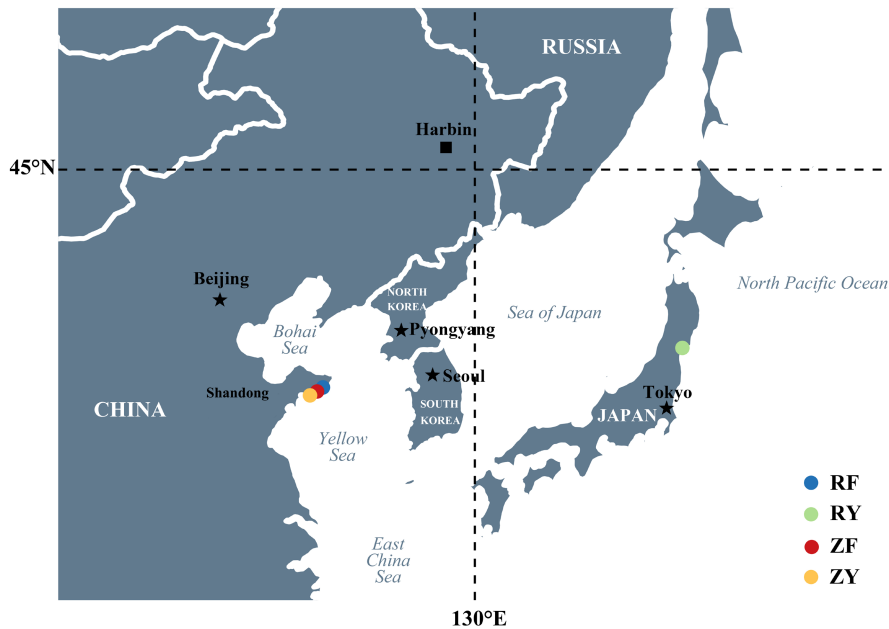 RUSSIA
Harbin
45°N
Beijing
NORTH
KOREA
North Pacific Ocean
Sea of Japan
Bohai
Sea
Pyongyang
Seoul
Shandong
Tokyo
CHINA
SOUTH
KOREA
JAPAN
Yellow
Sea
RF
RY
ZF
ZY
East
China
Sea
130°E